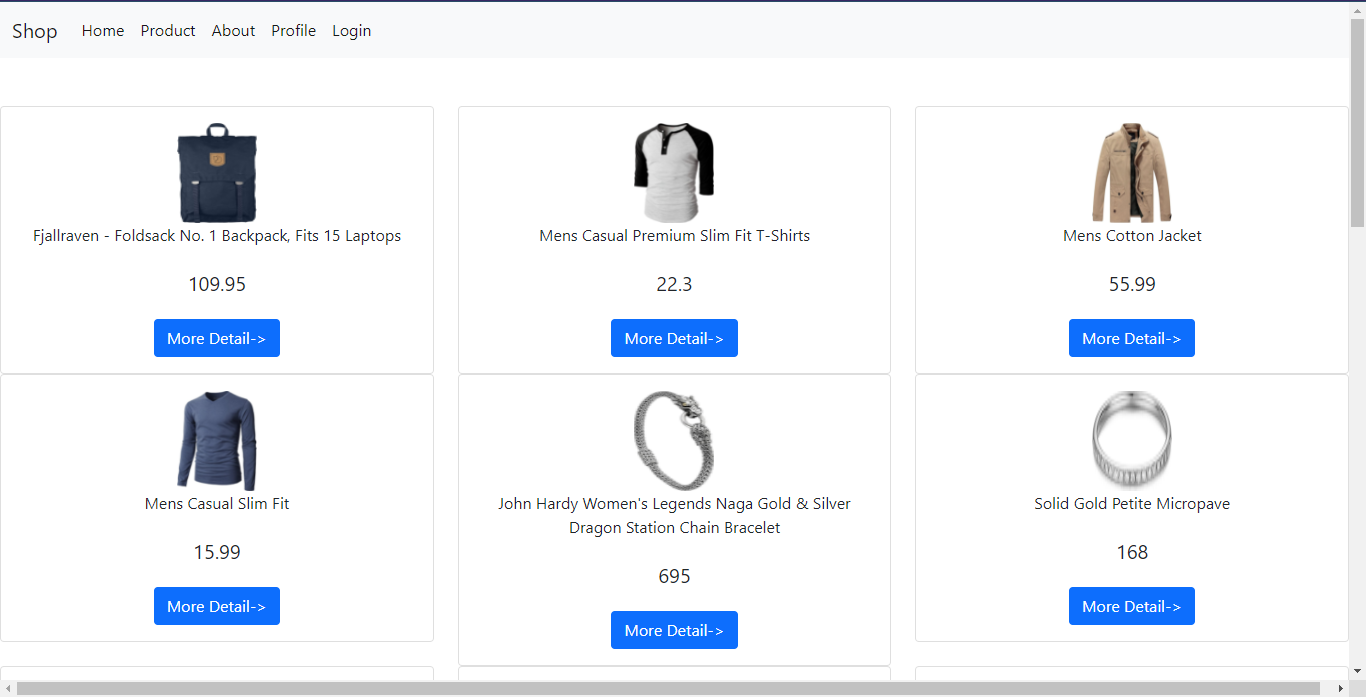 Shop Home Product About Profile Login
Fjallraven - Foldsack No. 1 Backpack, Fits 15 Laptops
109.95
More Detail->
Mens Casual Premium Slim Fit T-Shirts
22.3
More Detail->
Mens Cotton Jacket
55.99
More Detail->
Mens Casual Slim Fit
15.99
More Detail->
John Hardy Women's Legends Naga Gold & Silver
Dragon Station Chain Bracelet
695
More Detail->
Solid Gold Petite Micropave
168
More Detail->